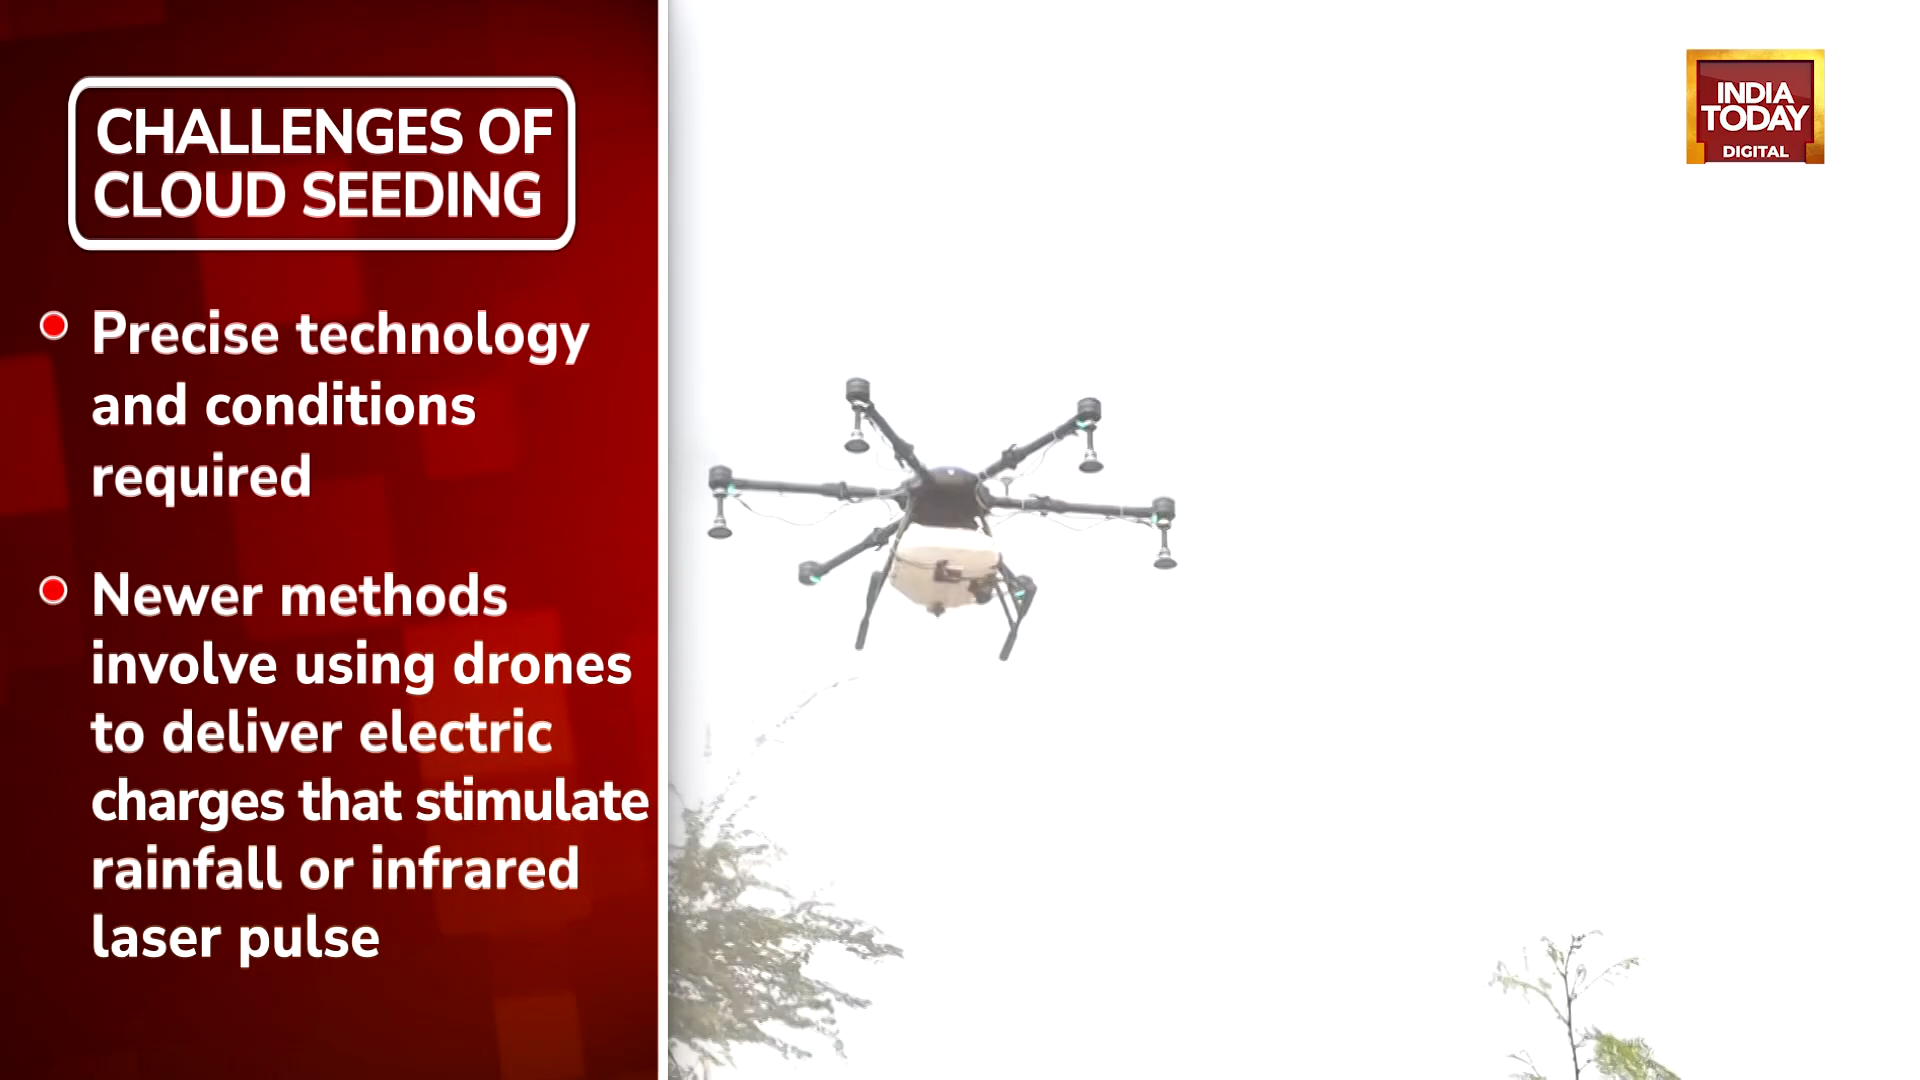 CHALLENGES OF
CLOUD SEEDING
Precise technology
and conditions
required
Newer methods
involve using drones
to deliver electric
charges that stimulate
rainfall or infrared
laser pulse
INDIA
TODAY
DIGITAL